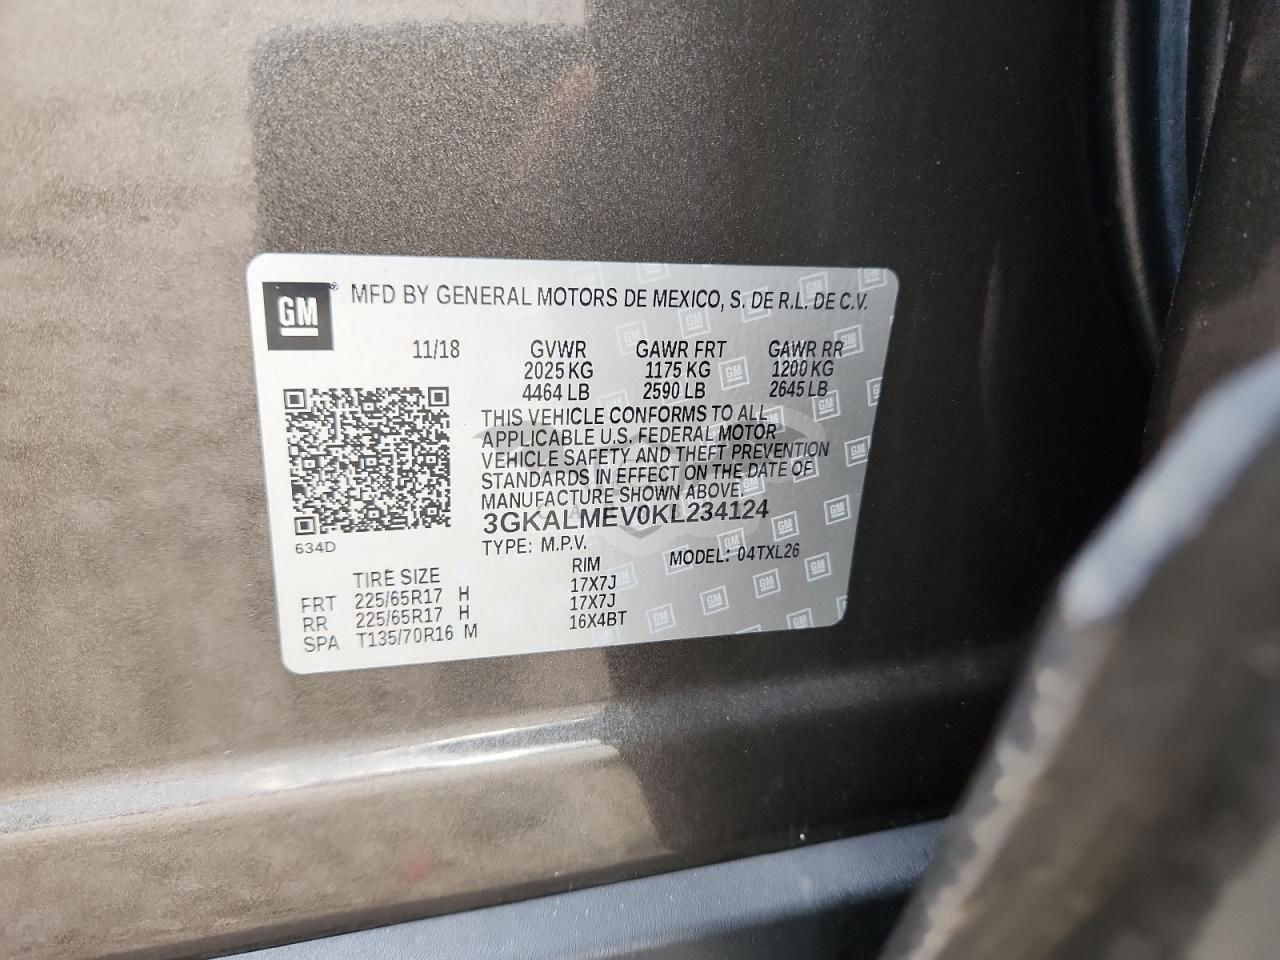 GM
MFD BY GENERAL MOTORS DE MEXICO, S. DE R.L. DE C.V.
11/18 GVWR GAWR FRT GAWR RR
2025 KG 1175 KG 1200 KG
4464 LB 2590 LB 2645 LB
THIS VEHICLE CONFORMS TO ALL
APPLICABLE U.S. FEDERAL MOTOR
VEHICLE SAFETY AND THEFT PREVENTION
STANDARDS IN EFFECT ON THE DATE OF
MANUFACTURE SHOWN ABOVE.
3GKALMEV0KL234124
634D
TYPE: M.P.V. MODEL: 04TXL26
TIRE SIZE RIM
FRT 225/65R17 H 17X7J
RR 225/65R17 H 17X7J
SPA T135/70R16 M 16X4BT